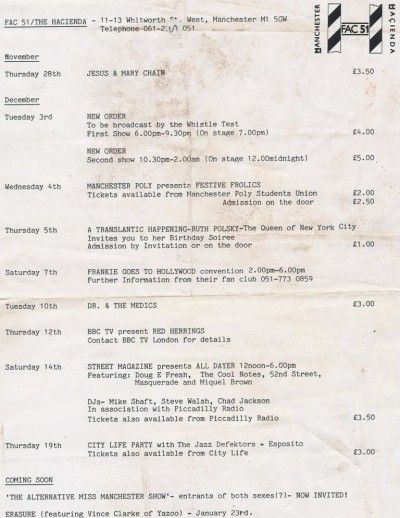 FAC 51/THE HACIENDA - 11-13 Whitworth St. West, Manchester M1 5GW
Telephone 061-2 051
MANCHESTER
FAC 51
HAÇIENDA
November
Thursday 28th JESUS & MARY CHAIN £3.50
December
Tuesday 3rd NEW ORDER
To be broadcast by the Whistle Test
First Show 6.00pm-9.30pm (On stage 7.00pm) £4.00
NEW ORDER
Second show 10.30pm-2.00am (On stage 12.00midnight) £5.00
Wednesday 4th MANCHESTER POLY presents FESTIVE FROLICS
Tickets available from Manchester Poly Students Union £2.00
Admission on the door £2.50
Thursday 5th A TRANSLANTIC HAPPENING-RUTH POLSKY-The Queen of New York City
Invites you to her Birthday Soiree
Admission by Invitation or on the door £1.00
Saturday 7th FRANKIE GOES TO HOLLYWOOD convention 2.00pm-6.00pm
Further Information from their fan club 051-773 0859
Tuesday 10th DR. & THE MEDICS £3.00
Thursday 12th BBC TV present RED HERRINGS
Contact BBC TV London for details
Saturday 14th STREET MAGAZINE presents ALL DAYER 12noon-6.00pm
Featuring: Doug E Fresh, The Cool Notes, 52nd Street,
Masquerade and Miquel Brown
DJs- Mike Shaft, Steve Walsh, Chad Jackson
In association with Piccadilly Radio
Tickets also available from Piccadilly Radio £3.50
Thursday 19th CITY LIFE PARTY with The Jazz Defektors + Esposito
Tickets also available from City Life £3.00
COMING SOON
'THE ALTERNATIVE MISS MANCHESTER SHOW'- entrants of both sexes(?)- NOW INVITED!
ERASURE (featuring Vince Clarke of Yazoo) - January 23rd.